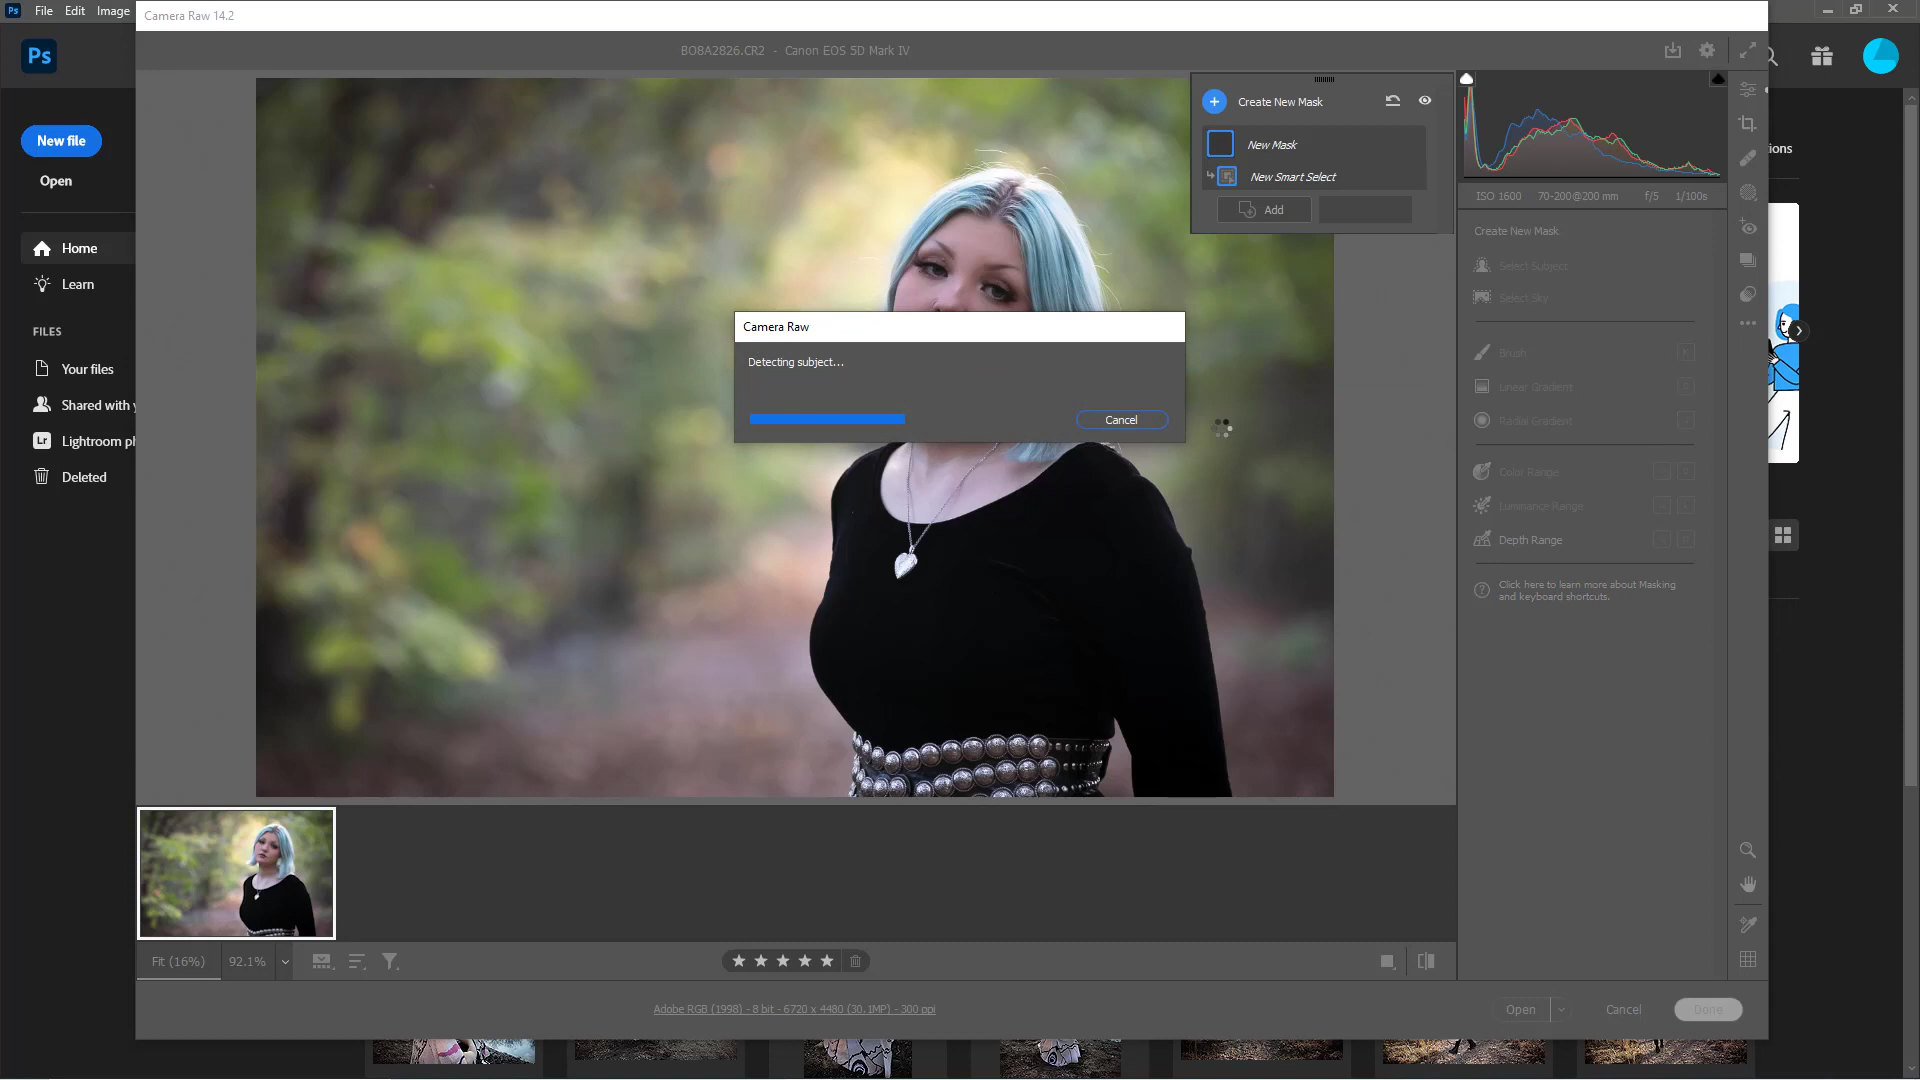 Ps File Edit Image
Camera Raw 14.2
BO8A2826.CR2 - Canon EOS 5D Mark IV
Ps
New file
Open
Home
Learn
FILES
Your files
Shared with y
Lightroom ph
Deleted
Create New Mask
New Mask
New Smart Select
Add
ISO 1600 70-200@200 mm f/5 1/100s
Create New Mask
Select Subject
Select Sky
Brush
Linear Gradient
Radial Gradient
Color Range
Luminance Range
Depth Range
Click here to learn more about Masking
and keyboard shortcuts.
tions
Camera Raw
Detecting subject...
Cancel
Fit (16%) 92.1%
Adobe RGB (1998) - 8 bit - 6720 x 4480 (30.1MP) - 300 ppi
Open Cancel Done